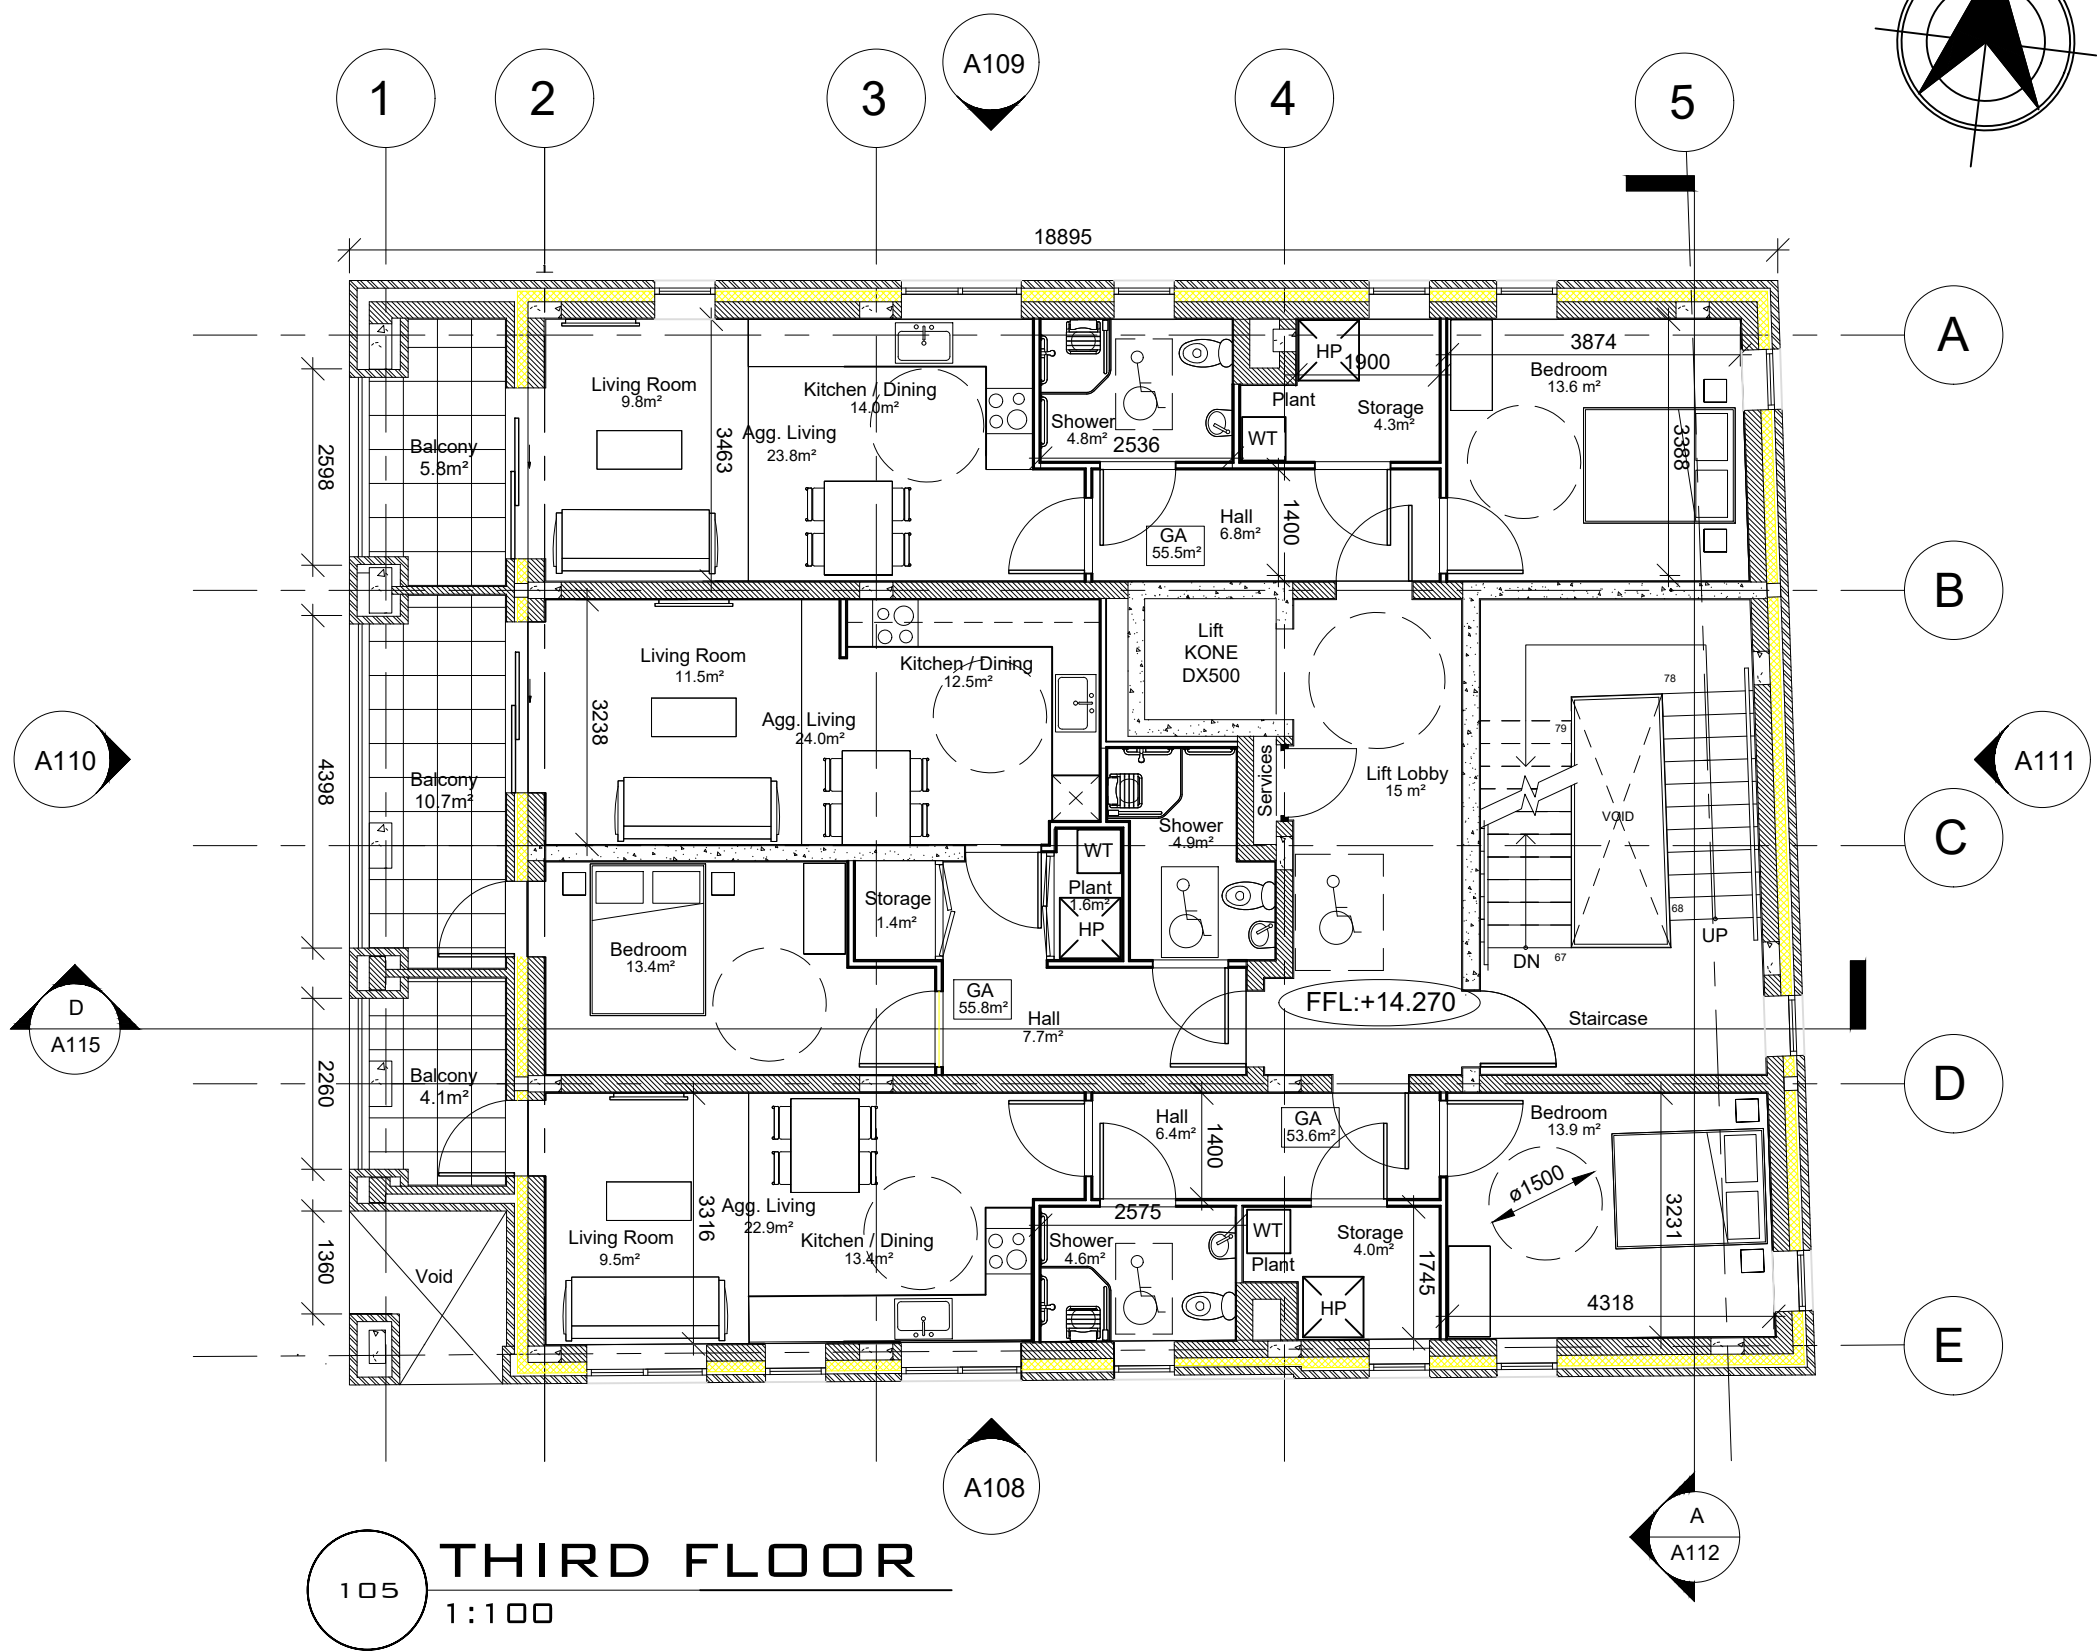 A109
1
2
3
4
5
18895
A
B
C
D
E
Living Room
9.8m²
Kitchen / Dining
14.0m²
Agg. Living
23.8m²
3463
Balcony
5.8m²
2598
Shower
4.8m²
2536
HP
1900
Plant
WT
Storage
4.3m²
3874
Bedroom
13.6 m²
3388
Hall
6.8m²
1400
GA
55.5m²
Living Room
11.5m²
Kitchen / Dining
12.5m²
Agg. Living
24.0m²
3238
Balcony
10.7m²
4398
Lift
KONE
DX500
Services
Lift Lobby
15 m²
78
79
VOID
68
67
UP
DN
Shower
4.9m²
WT
Plant
1.6m²
HP
Storage
1.4m²
Bedroom
13.4m²
GA
55.8m²
Hall
7.7m²
FFL:+14.270
Staircase
A110
A111
D
A115
Balcony
4.1m²
2260
1360
Void
Hall
6.4m²
1400
GA
53.6m²
Bedroom
13.9 m²
ø1500
3231
4318
Agg. Living
22.9m²
3316
Living Room
9.5m²
Kitchen / Dining
13.4m²
2575
Shower
4.6m²
WT
Plant
HP
Storage
4.0m²
1745
A108
A
A112
105
THIRD FLOOR
1:100